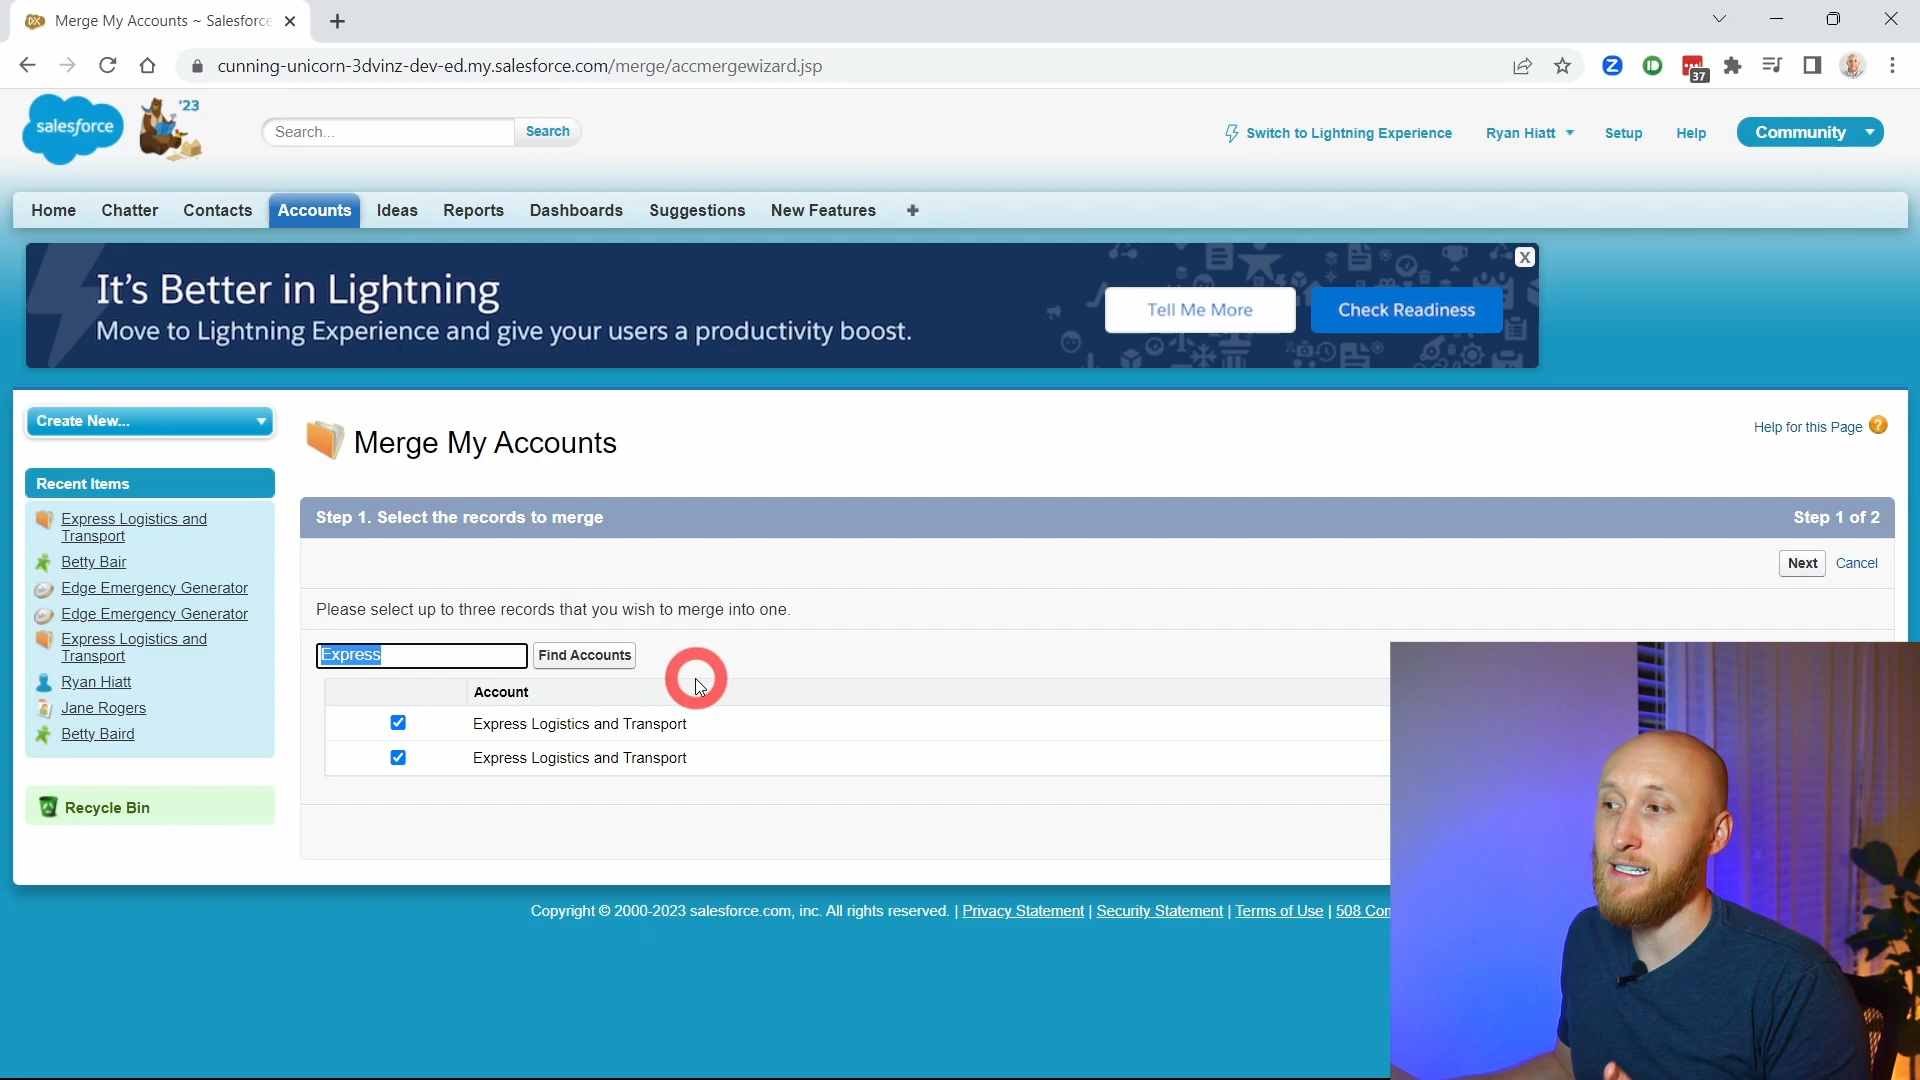 Merge My Accounts ~ Salesforce
cunning-unicorn-3dvinz-dev-ed.my.salesforce.com/merge/accmergewizard.jsp
37
salesforce
'23
Search...
Search
Switch to Lightning Experience
Ryan Hiatt
Setup
Help
Community
Home
Chatter
Contacts
Accounts
Ideas
Reports
Dashboards
Suggestions
New Features
It's Better in Lightning
Move to Lightning Experience and give your users a productivity boost.
Tell Me More
Check Readiness
X
Create New...
Merge My Accounts
Help for this Page
?
Recent Items
Express Logistics and
Transport
Betty Bair
Edge Emergency Generator
Edge Emergency Generator
Express Logistics and
Transport
Ryan Hiatt
Jane Rogers
Betty Baird
Recycle Bin
Step 1. Select the records to merge
Step 1 of 2
Next
Cancel
Please select up to three records that you wish to merge into one.
Express
Find Accounts
Account
Express Logistics and Transport
Express Logistics and Transport
Copyright © 2000-2023 salesforce.com, inc. All rights reserved. | Privacy Statement | Security Statement | Terms of Use | 508 Com